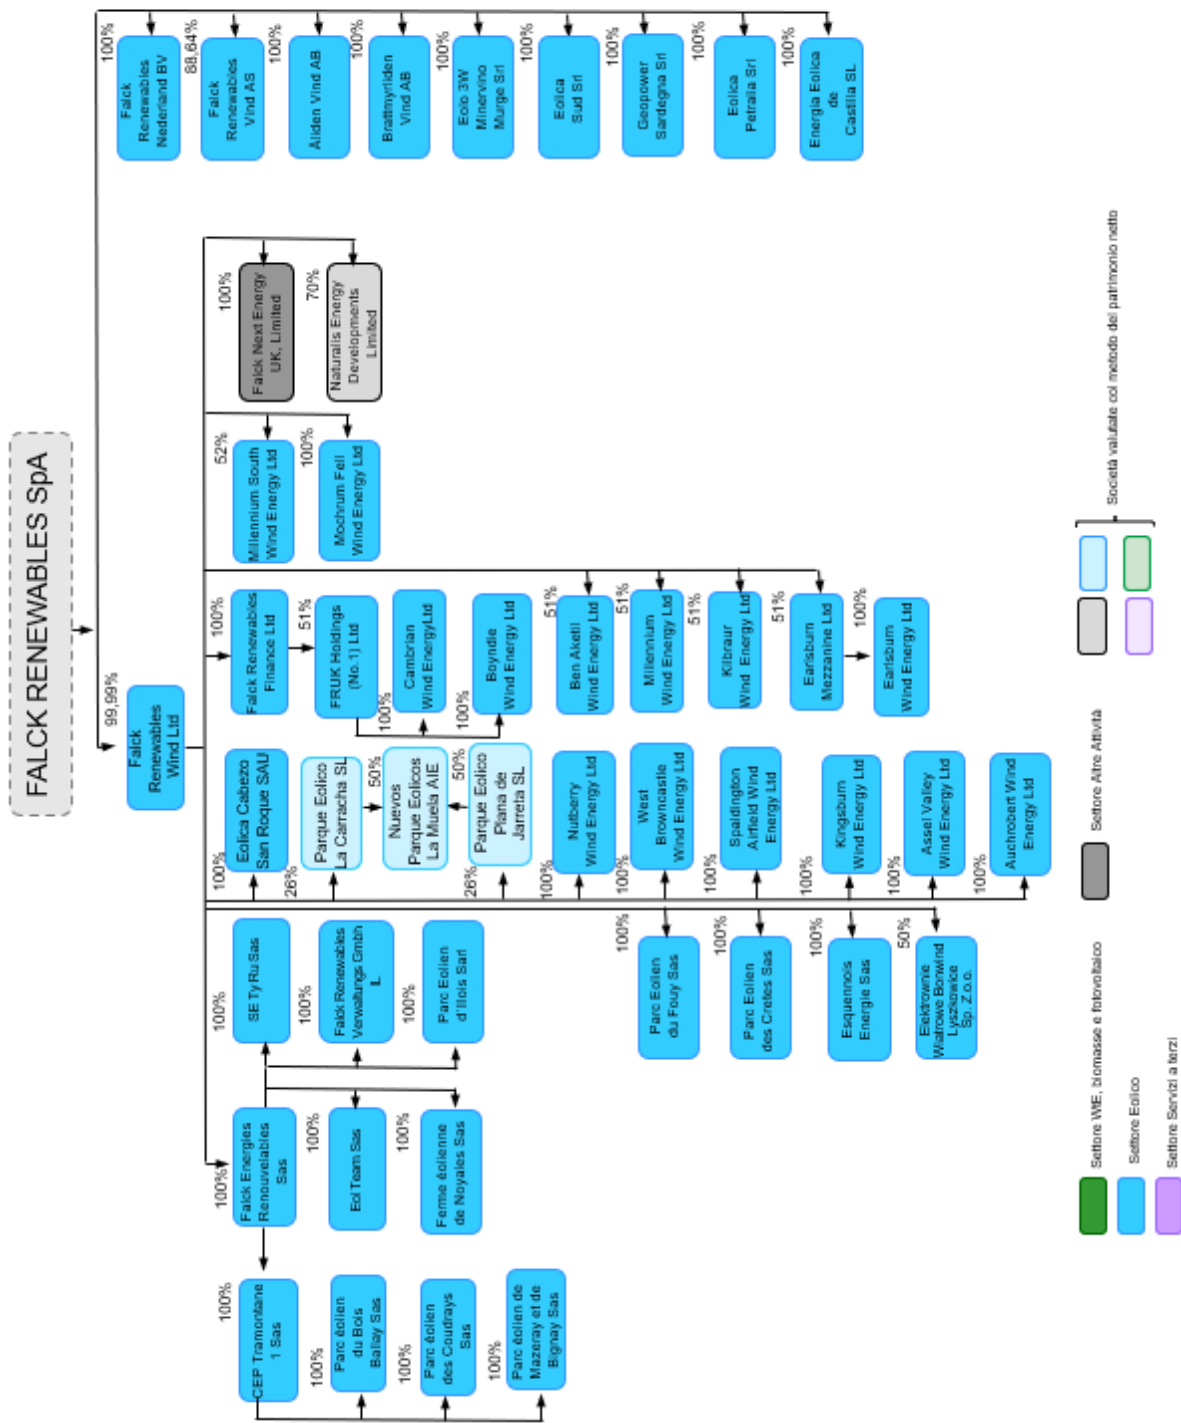 FALCK RENEWABLES SpA
99,99%
Falck
Renewables
Wind Ltd
100%
Falck
Renewables
Nederland BV
88,64%
Falck
Renewables
Vind AS
100%
Aliden Vind AB
100%
Brattmyrliden
Vind AB
100%
Eolo 3W
Minervino
Murge Srl
100%
Eolica
Sud Srl
100%
Geopower
Sardegna Srl
100%
Eolica
Petralia Srl
100%
Energia Eolica
de
Castilla SL
100%
Falck Next Energy
UK, Limited
70%
Naturalis Energy
Developments
Limited
52%
Millennium South
Wind Energy Ltd
100%
Mochrum Fell
Wind Energy Ltd
100%
Falck Renewables
Finance Ltd
51%
FRUK Holdings
(No.1) Ltd
100%
Cambrian
Wind EnergyLtd
100%
Boyndie
Wind Energy Ltd
51%
Ben Aketil
Wind Energy Ltd
51%
Millennium
Wind Energy Ltd
51%
Kilbraur
Wind Energy Ltd
51%
Earlsburn
Mezzanine Ltd
100%
Earlsburn
Wind Energy Ltd
100%
Eolica Cabezo
San Roque SAU
26%
Parque Eolico
La Carracha SL
50%
Nuevos
Parque Eolicos
La Muela AIE
50%
26%
Parque Eolico
Plana de
Jarreta SL
100%
Nutberry
Wind Energy Ltd
100%
West
Browncastle
Wind Energy Ltd
100%
Spaldington
Airfield Wind
Energy Ltd
100%
Kingsburn
Wind Energy Ltd
100%
Assel Valley
Wind Energy Ltd
100%
Auchrobert Wind
Energy Ltd
100%
SE Ty Ru Sas
100%
Falck Renewables
Verwaltungs Gmbh
IL
100%
Parc Eolien
d'Illois Sarl
100%
Parc Eolien
du Fouy Sas
100%
Parc Eolien
des Cretes Sas
100%
Esquennois
Energie Sas
50%
Elektrownie
Wiatrowe Bonwind
Lyszkowice
Sp. Z.o.o.
100%
Falck Energies
Renouvelables
Sas
100%
Eol Team Sas
100%
Ferme éolienne
de Noyales Sas
100%
CEP Tramontane
1 Sas
100%
Parc éolien
du Bois
Ballay Sas
100%
Parc éolien
des Coudrays
Sas
100%
Parc éolien de
Mazeray et de
Bignay Sas
Settore WtE, biomasse e fotovoltaico
Settore Eolico
Settore Servizi a terzi
Settore Altre Attività
Società valutate col metodo del patrimonio netto